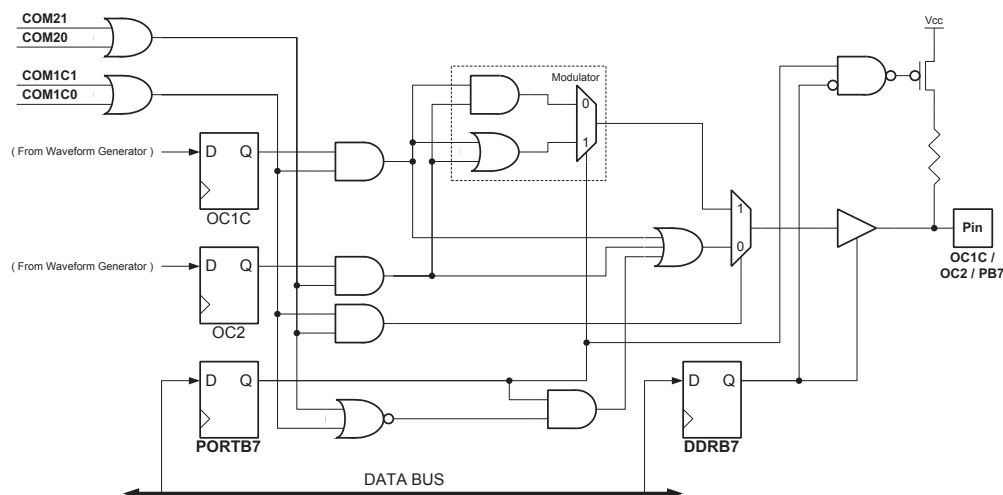 COM21
COM20
COM1C1
COM1C0
Vcc
Modulator
0
1
( From Waveform Generator )
D Q
OC1C
1
0
Pin
OC1C /
OC2 / PB7
( From Waveform Generator )
D Q
OC2
D Q
PORTB7
D Q
DDRB7
DATA BUS